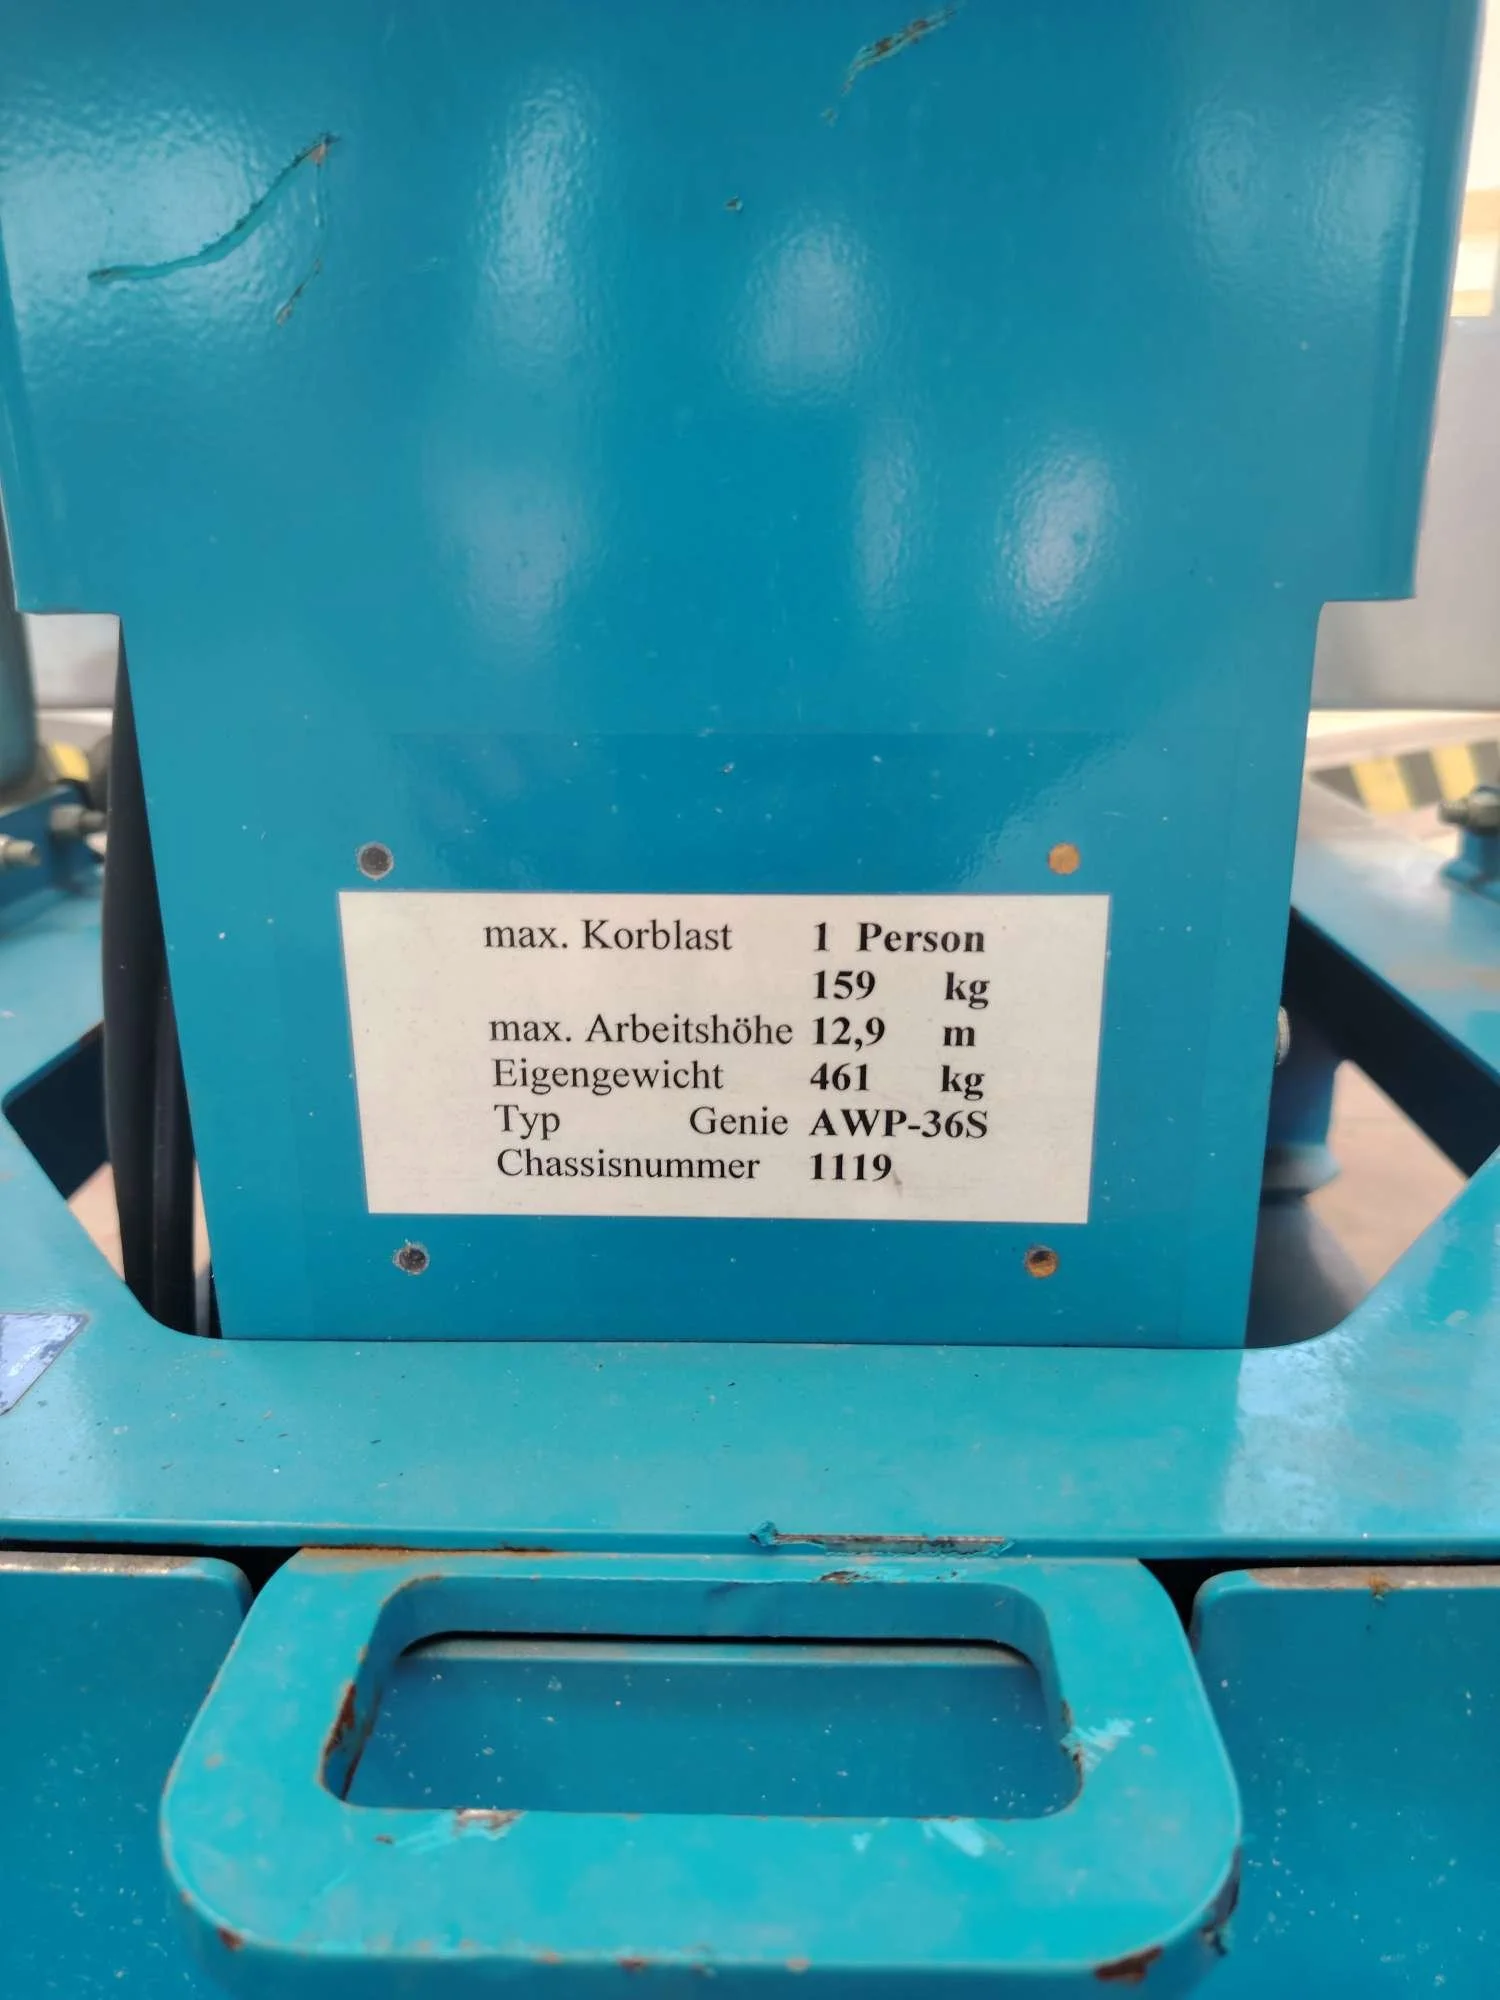 max. Korblast 1 Person
159 kg
max. Arbeitshöhe 12,9 m
Eigengewicht 461 kg
Typ Genie AWP-36S
Chassisnummer 1119